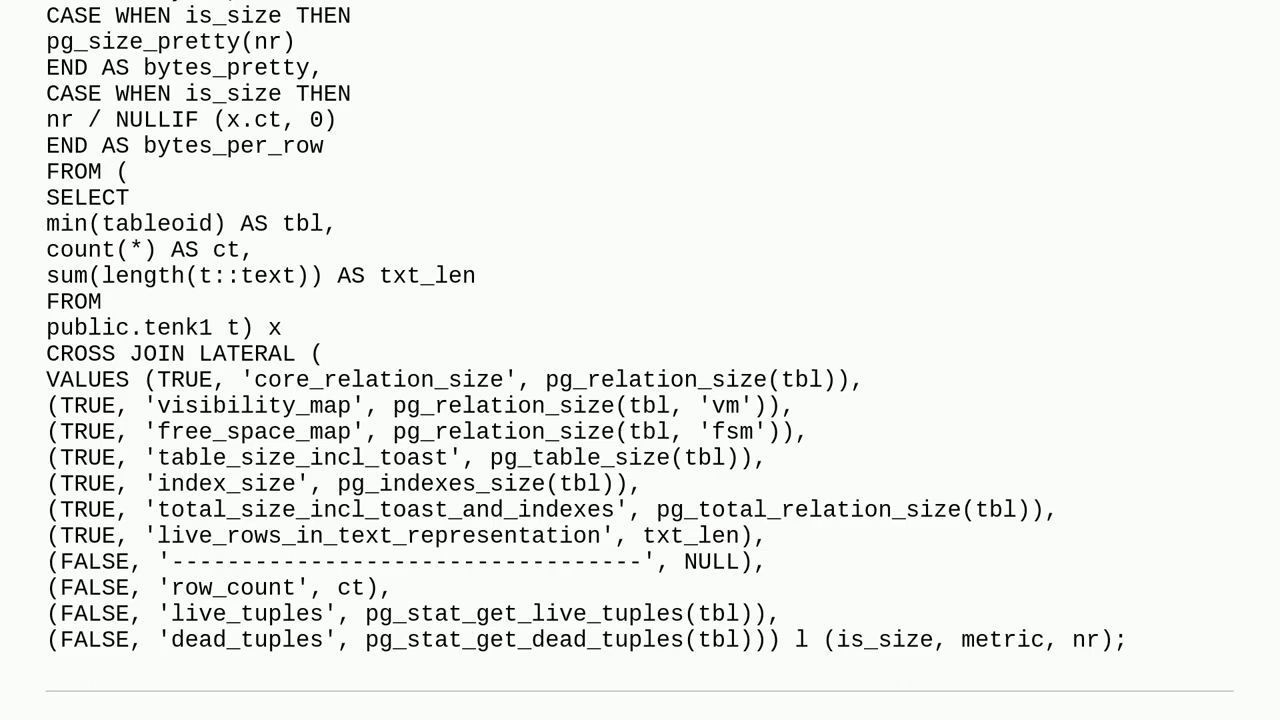 CASE WHEN is_size THEN
pg_size_pretty(nr)
END AS bytes_pretty,
CASE WHEN is_size THEN
nr / NULLIF (x.ct, 0)
END AS bytes_per_row
FROM (
SELECT
min(tableoid) AS tbl,
count(*) AS ct,
sum(length(t::text)) AS txt_len
FROM
public.tenk1 t) x
CROSS JOIN LATERAL (
VALUES (TRUE, 'core_relation_size', pg_relation_size(tbl)),
(TRUE, 'visibility_map', pg_relation_size(tbl, 'vm')),
(TRUE, 'free_space_map', pg_relation_size(tbl, 'fsm')),
(TRUE, 'table_size_incl_toast', pg_table_size(tbl)),
(TRUE, 'index_size', pg_indexes_size(tbl)),
(TRUE, 'total_size_incl_toast_and_indexes', pg_total_relation_size(tbl)),
(TRUE, 'live_rows_in_text_representation', txt_len),
(FALSE, '----------------------------------', NULL),
(FALSE, 'row_count', ct),
(FALSE, 'live_tuples', pg_stat_get_live_tuples(tbl)),
(FALSE, 'dead_tuples', pg_stat_get_dead_tuples(tbl))) l (is_size, metric, nr);